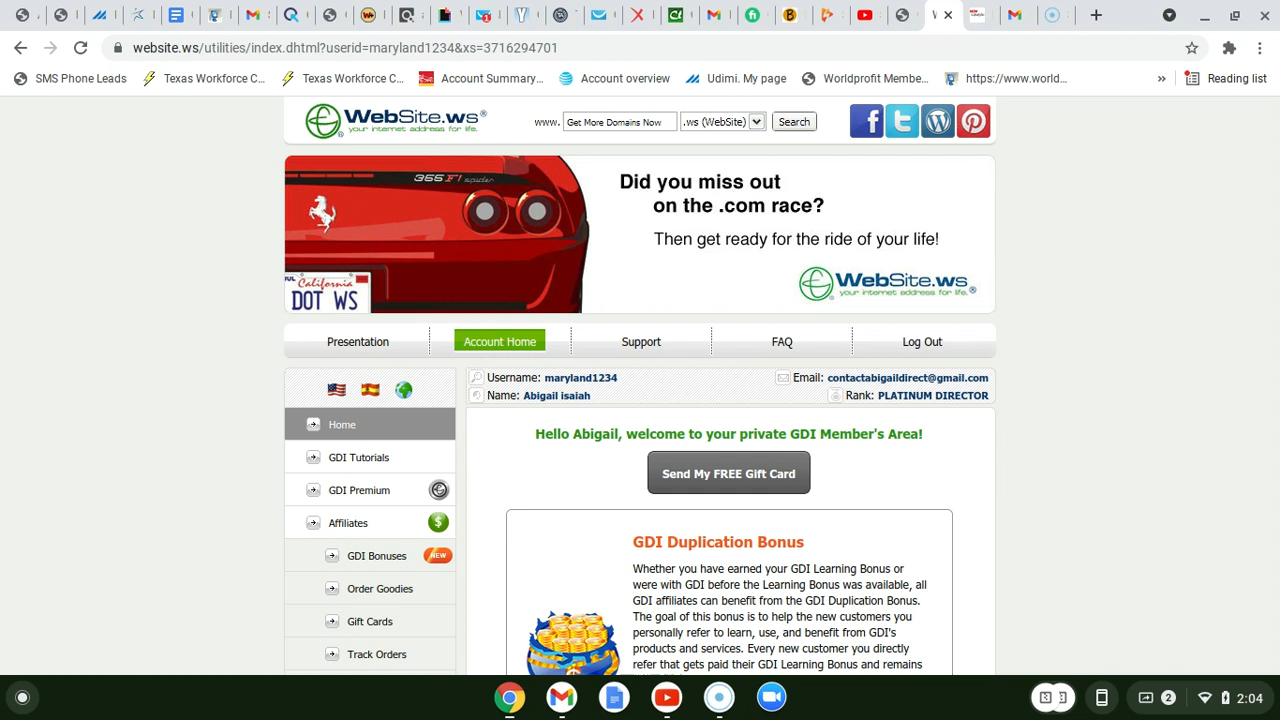 website.ws/utilities/index.dhtml?userid=maryland1234&xs=3716294701
SMS Phone Leads
Texas Workforce C...
Texas Workforce C...
Account Summary...
Account overview
Udimi. My page
Worldprofit Membe...
https://www.world...
»
Reading list
WebSite.ws®
your internet address for life.
www.
Get More Domains Now
.ws (WebSite)
Search
355 F1 spider
California
DOT WS
Did you miss out
on the .com race?
Then get ready for the ride of your life!
WebSite.ws®
your internet address for life.
Presentation
Account Home
Support
FAQ
Log Out
Username: maryland1234
Email: contactabigaildirect@gmail.com
Name: Abigail isaiah
Rank: PLATINUM DIRECTOR
Home
GDI Tutorials
GDI Premium
Affiliates
GDI Bonuses
NEW
Order Goodies
Gift Cards
Track Orders
Hello Abigail, welcome to your private GDI Member's Area!
Send My FREE Gift Card
GDI Duplication Bonus
Whether you have earned your GDI Learning Bonus or
were with GDI before the Learning Bonus was available, all
GDI affiliates can benefit from the GDI Duplication Bonus.
The goal of this bonus is to help the new customers you
personally refer to learn, use, and benefit from GDI's
products and services. Every new customer you directly
refer that gets paid their GDI Learning Bonus and remains
2
2:04